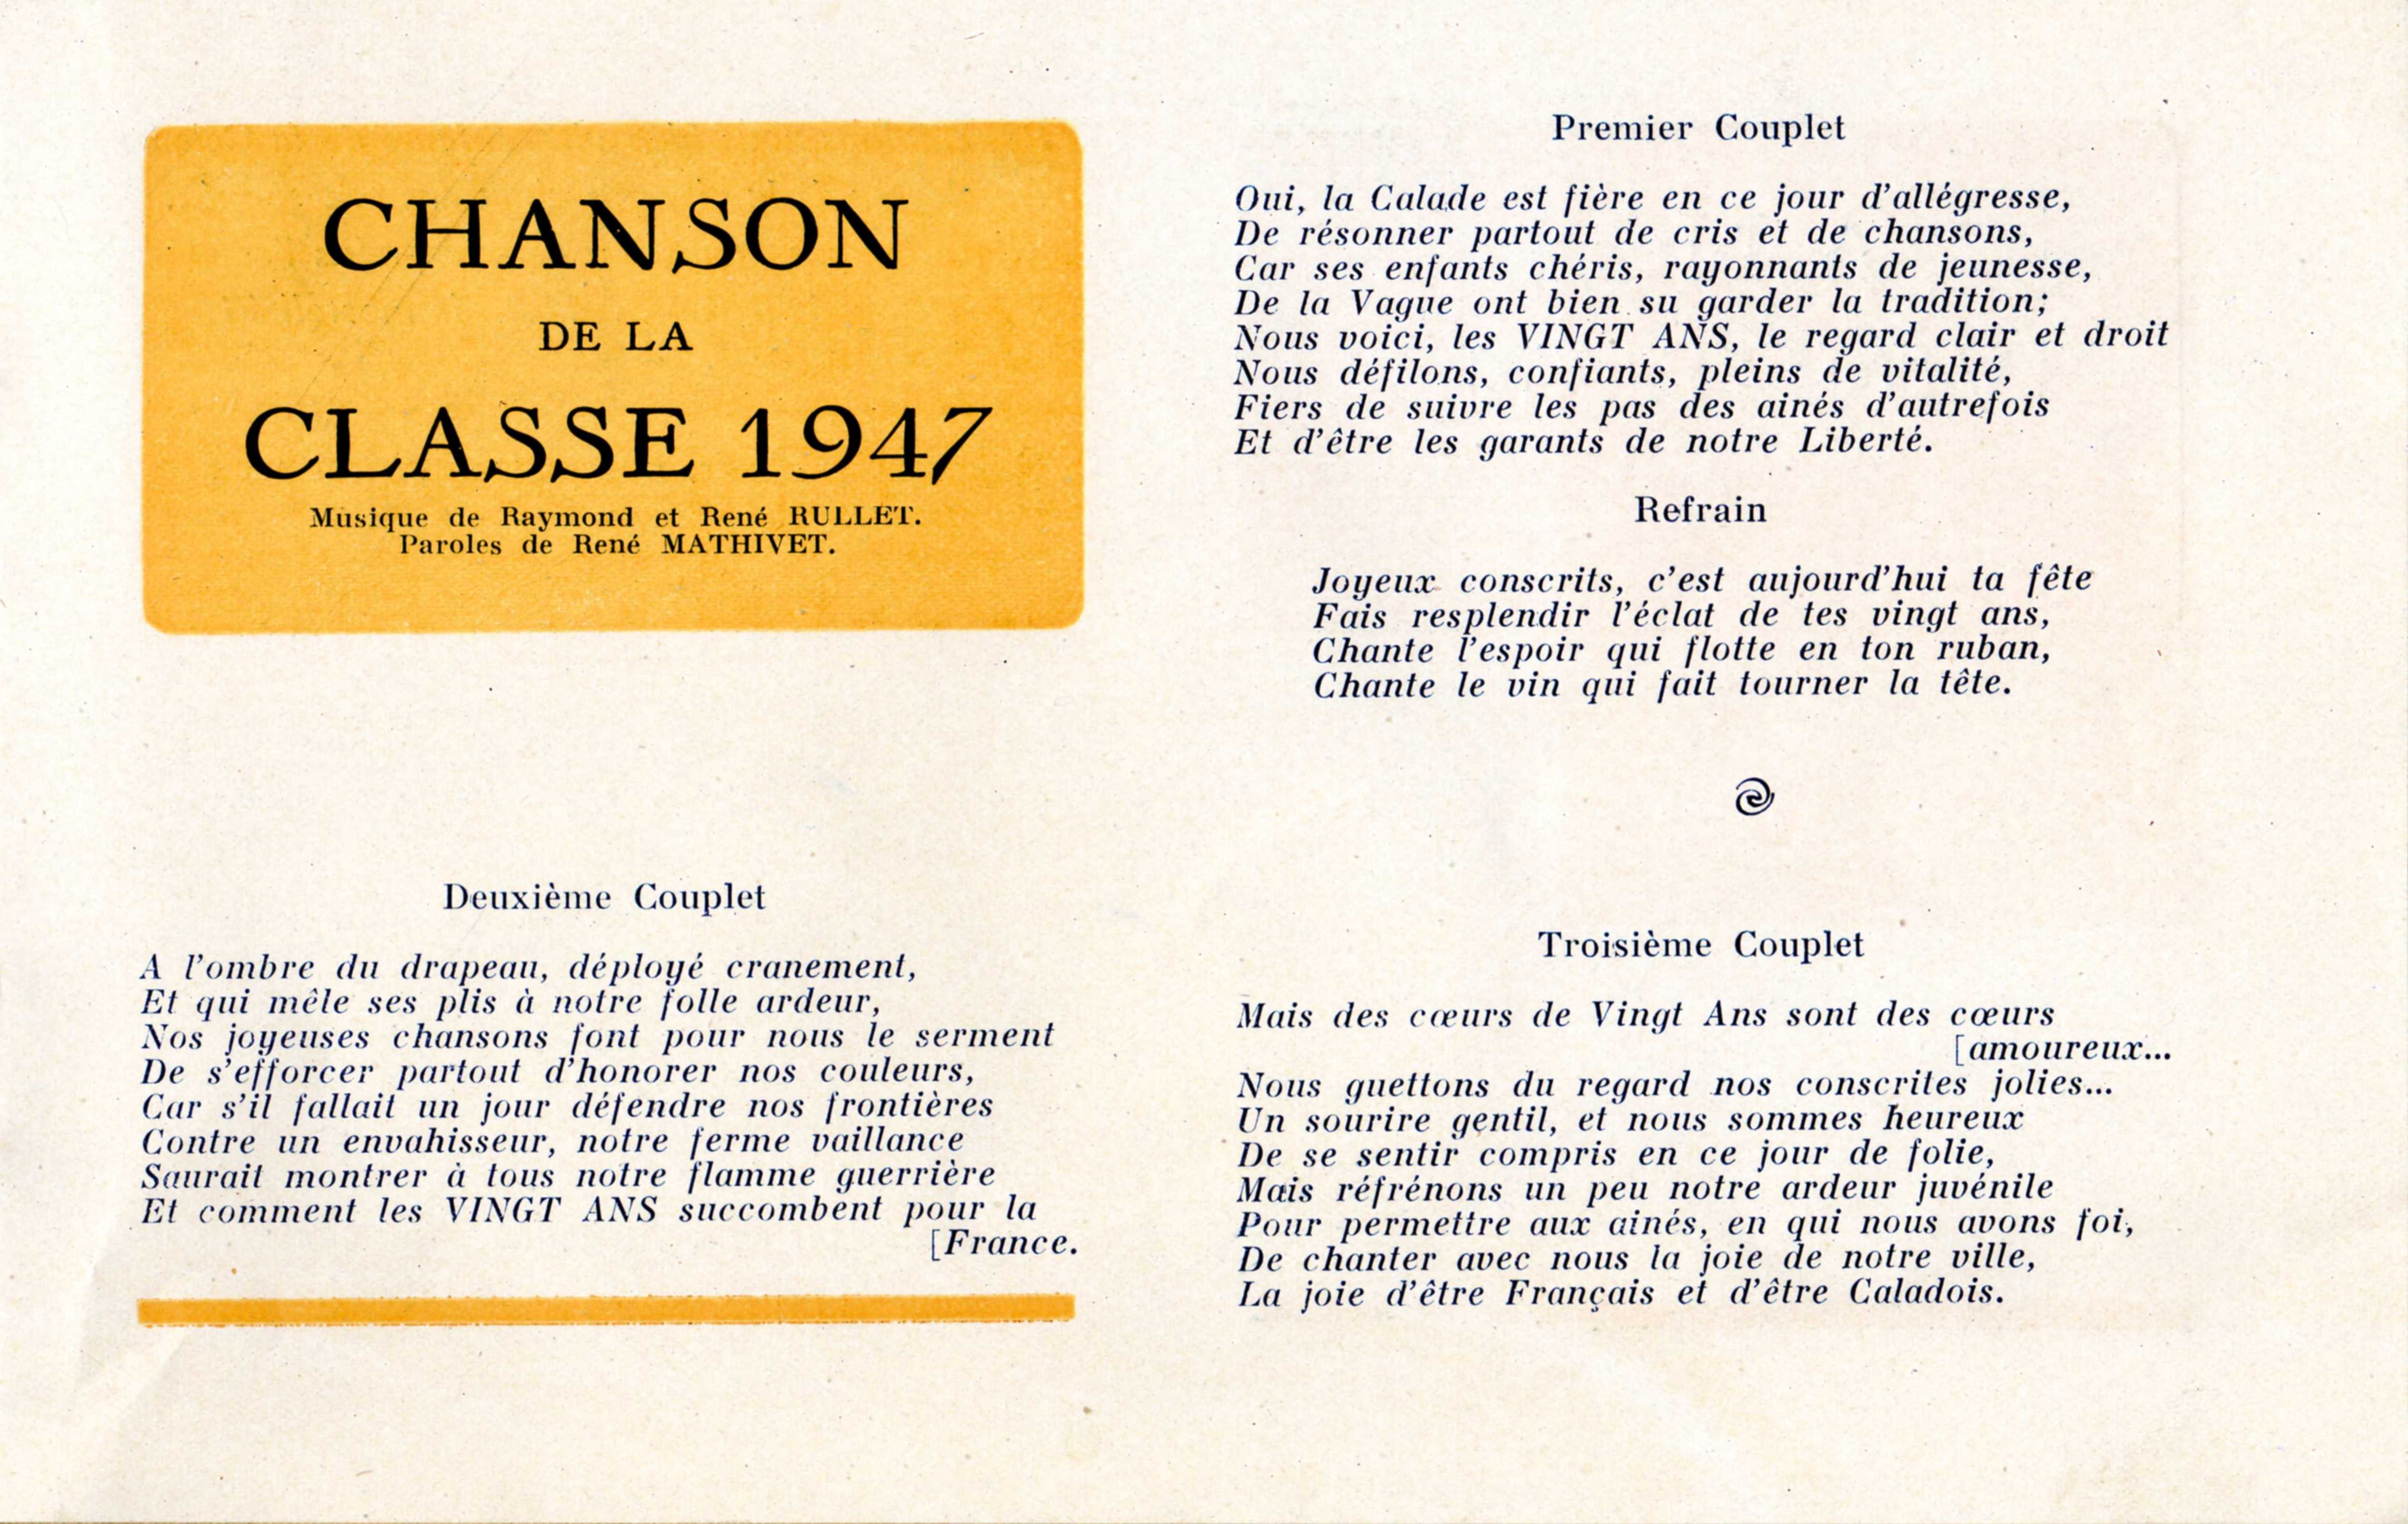 CHANSON
DE LA
CLASSE 1947
Musique de Raymond et René RULLET.
Paroles de René MATHIVET.
Premier Couplet
Oui, la Calade est fière en ce jour d'allégresse,
De résonner partout de cris et de chansons,
Car ses enfants chéris, rayonnants de jeunesse,
De la Vague ont bien su garder la tradition;
Nous voici, les VINGT ANS, le regard clair et droit
Nous défilons, confiants, pleins de vitalité,
Fiers de suivre les pas des ainés d'autrefois
Et d'être les garants de notre Liberté.
Refrain
Joyeux conscrits, c'est aujourd'hui ta fête
Fais resplendir l'éclat de tes vingt ans,
Chante l'espoir qui flotte en ton ruban,
Chante le vin qui fait tourner la tête.
Deuxième Couplet
A l'ombre du drapeau, déployé cranement,
Et qui mêle ses plis à notre folle ardeur,
Nos joyeuses chansons font pour nous le serment
De s'efforcer partout d'honorer nos couleurs,
Car s'il fallait un jour défendre nos frontières
Contre un envahisseur, notre ferme vaillance
Saurait montrer à tous notre flamme guerrière
Et comment les VINGT ANS succombent pour la
[France.
Troisième Couplet
Mais des cœurs de Vingt Ans sont des cœurs
[amoureux...
Nous guettons du regard nos conscrites jolies...
Un sourire gentil, et nous sommes heureux
De se sentir compris en ce jour de folie,
Mais réfrénons un peu notre ardeur juvénile
Pour permettre aux ainés, en qui nous avons foi,
De chanter avec nous la joie de notre ville,
La joie d'être Français et d'être Caladois.